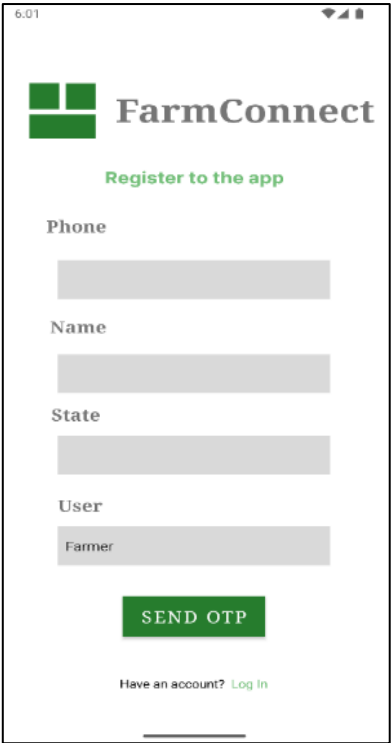 6:01
FarmConnect
Register to the app
Phone
Name
State
User
Farmer
SEND OTP
Have an account? Log In